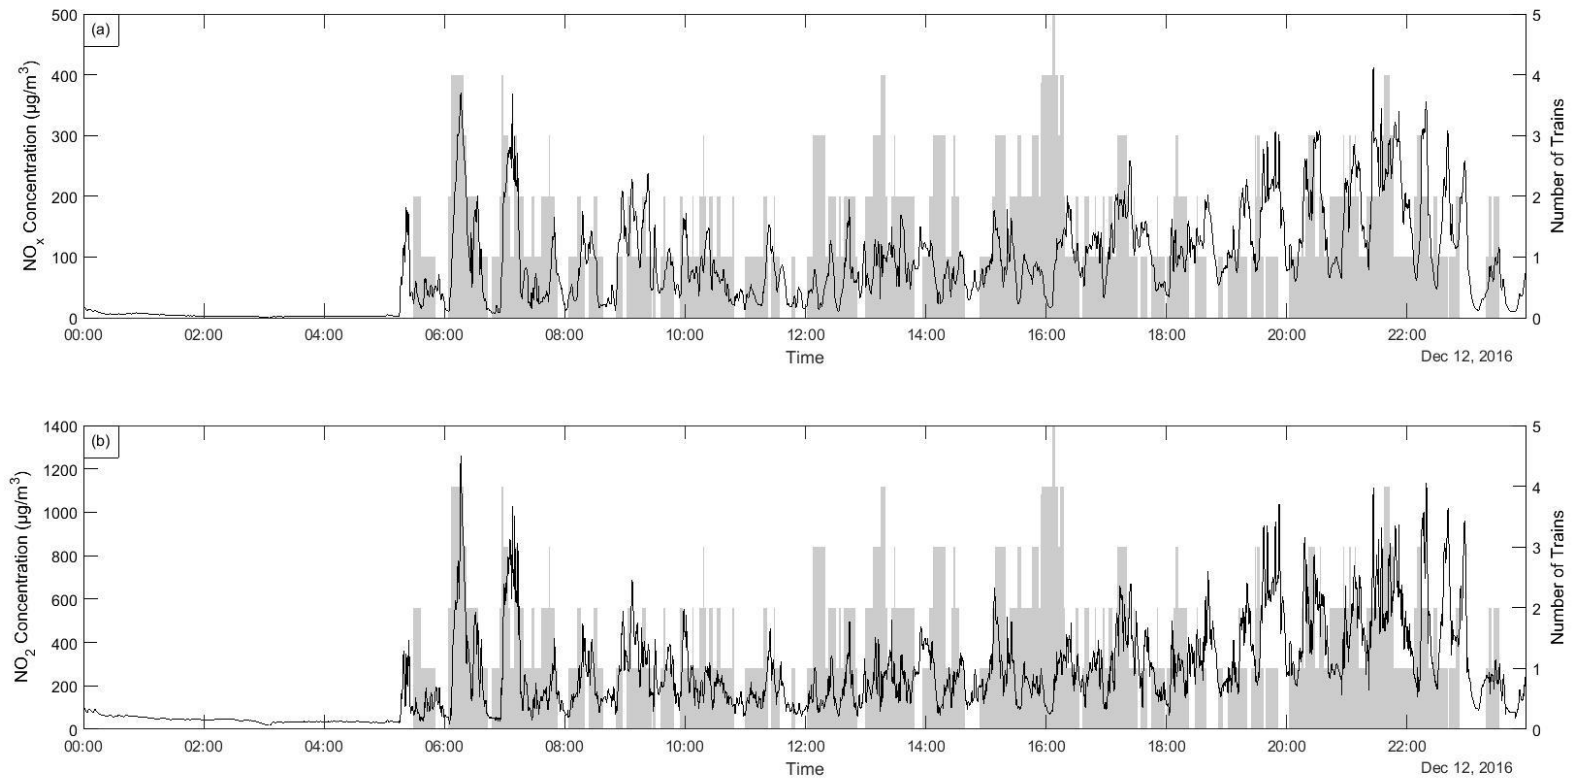 (a)
NOx Concentration (µg/m³)
500
400
300
200
100
0
5
4
3
2
1
0
Number of Trains
00:00 02:00 04:00 06:00 08:00 10:00 12:00 14:00 16:00 18:00 20:00 22:00
Time
Dec 12, 2016
(b)
NO₂ Concentration (µg/m³)
1400
1200
1000
800
600
400
200
0
5
4
3
2
1
0
Number of Trains
00:00 02:00 04:00 06:00 08:00 10:00 12:00 14:00 16:00 18:00 20:00 22:00
Time
Dec 12, 2016